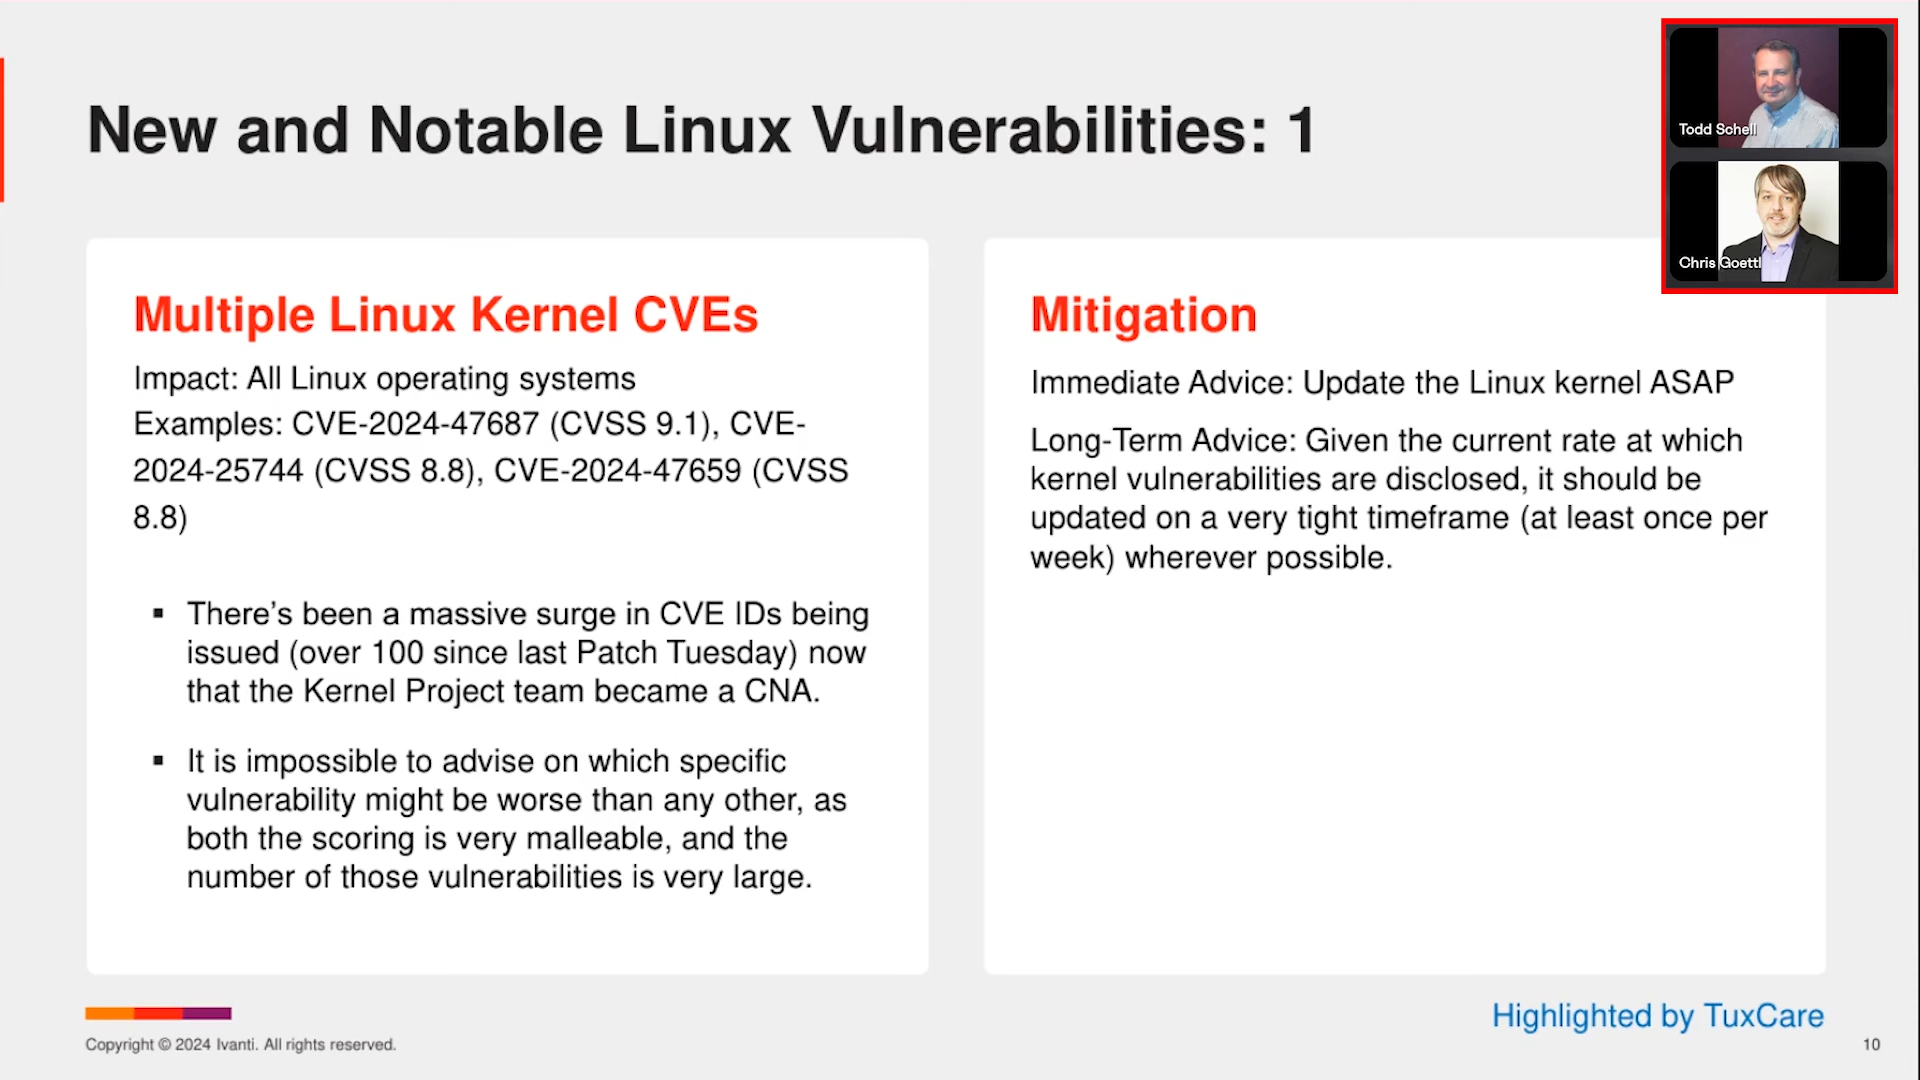 New and Notable Linux Vulnerabilities: 1
Todd Schell
Chris Goettl
Multiple Linux Kernel CVEs
Impact: All Linux operating systems
Examples: CVE-2024-47687 (CVSS 9.1), CVE-
2024-25744 (CVSS 8.8), CVE-2024-47659 (CVSS
8.8)
▪ There’s been a massive surge in CVE IDs being
issued (over 100 since last Patch Tuesday) now
that the Kernel Project team became a CNA.
▪ It is impossible to advise on which specific
vulnerability might be worse than any other, as
both the scoring is very malleable, and the
number of those vulnerabilities is very large.
Mitigation
Immediate Advice: Update the Linux kernel ASAP
Long-Term Advice: Given the current rate at which
kernel vulnerabilities are disclosed, it should be
updated on a very tight timeframe (at least once per
week) wherever possible.
Highlighted by TuxCare
Copyright © 2024 Ivanti. All rights reserved.
10